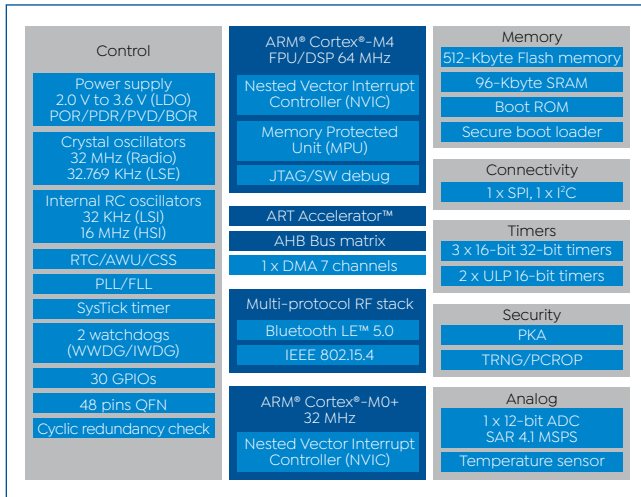 Control
Power supply
2.0 V to 3.6 V (LDO)
POR/PDR/PVD/BOR
Crystal oscillators
32 MHz (Radio)
32.769 KHz (LSE)
Internal RC oscillators
32 KHz (LSI)
16 MHz (HSI)
RTC/AWU/CSS
PLL/FLL
SysTick timer
2 watchdogs
(WWDG/IWDG)
30 GPIOs
48 pins QFN
Cyclic redundancy check
ARM® Cortex®-M4
FPU/DSP 64 MHz
Nested Vector Interrupt
Controller (NVIC)
Memory Protected
Unit (MPU)
JTAG/SW debug
ART Accelerator™
AHB Bus matrix
1 x DMA 7 channels
Multi-protocol RF stack
Bluetooth LE™ 5.0
IEEE 802.15.4
ARM® Cortex®-M0+
32 MHz
Nested Vector Interrupt
Controller (NVIC)
Memory
512-Kbyte Flash memory
96-Kbyte SRAM
Boot ROM
Secure boot loader
Connectivity
1 x SPI, 1 x I²C
Timers
3 x 16-bit 32-bit timers
2 x ULP 16-bit timers
Security
PKA
TRNG/PCROP
Analog
1 x 12-bit ADC
SAR 4.1 MSPS
Temperature sensor